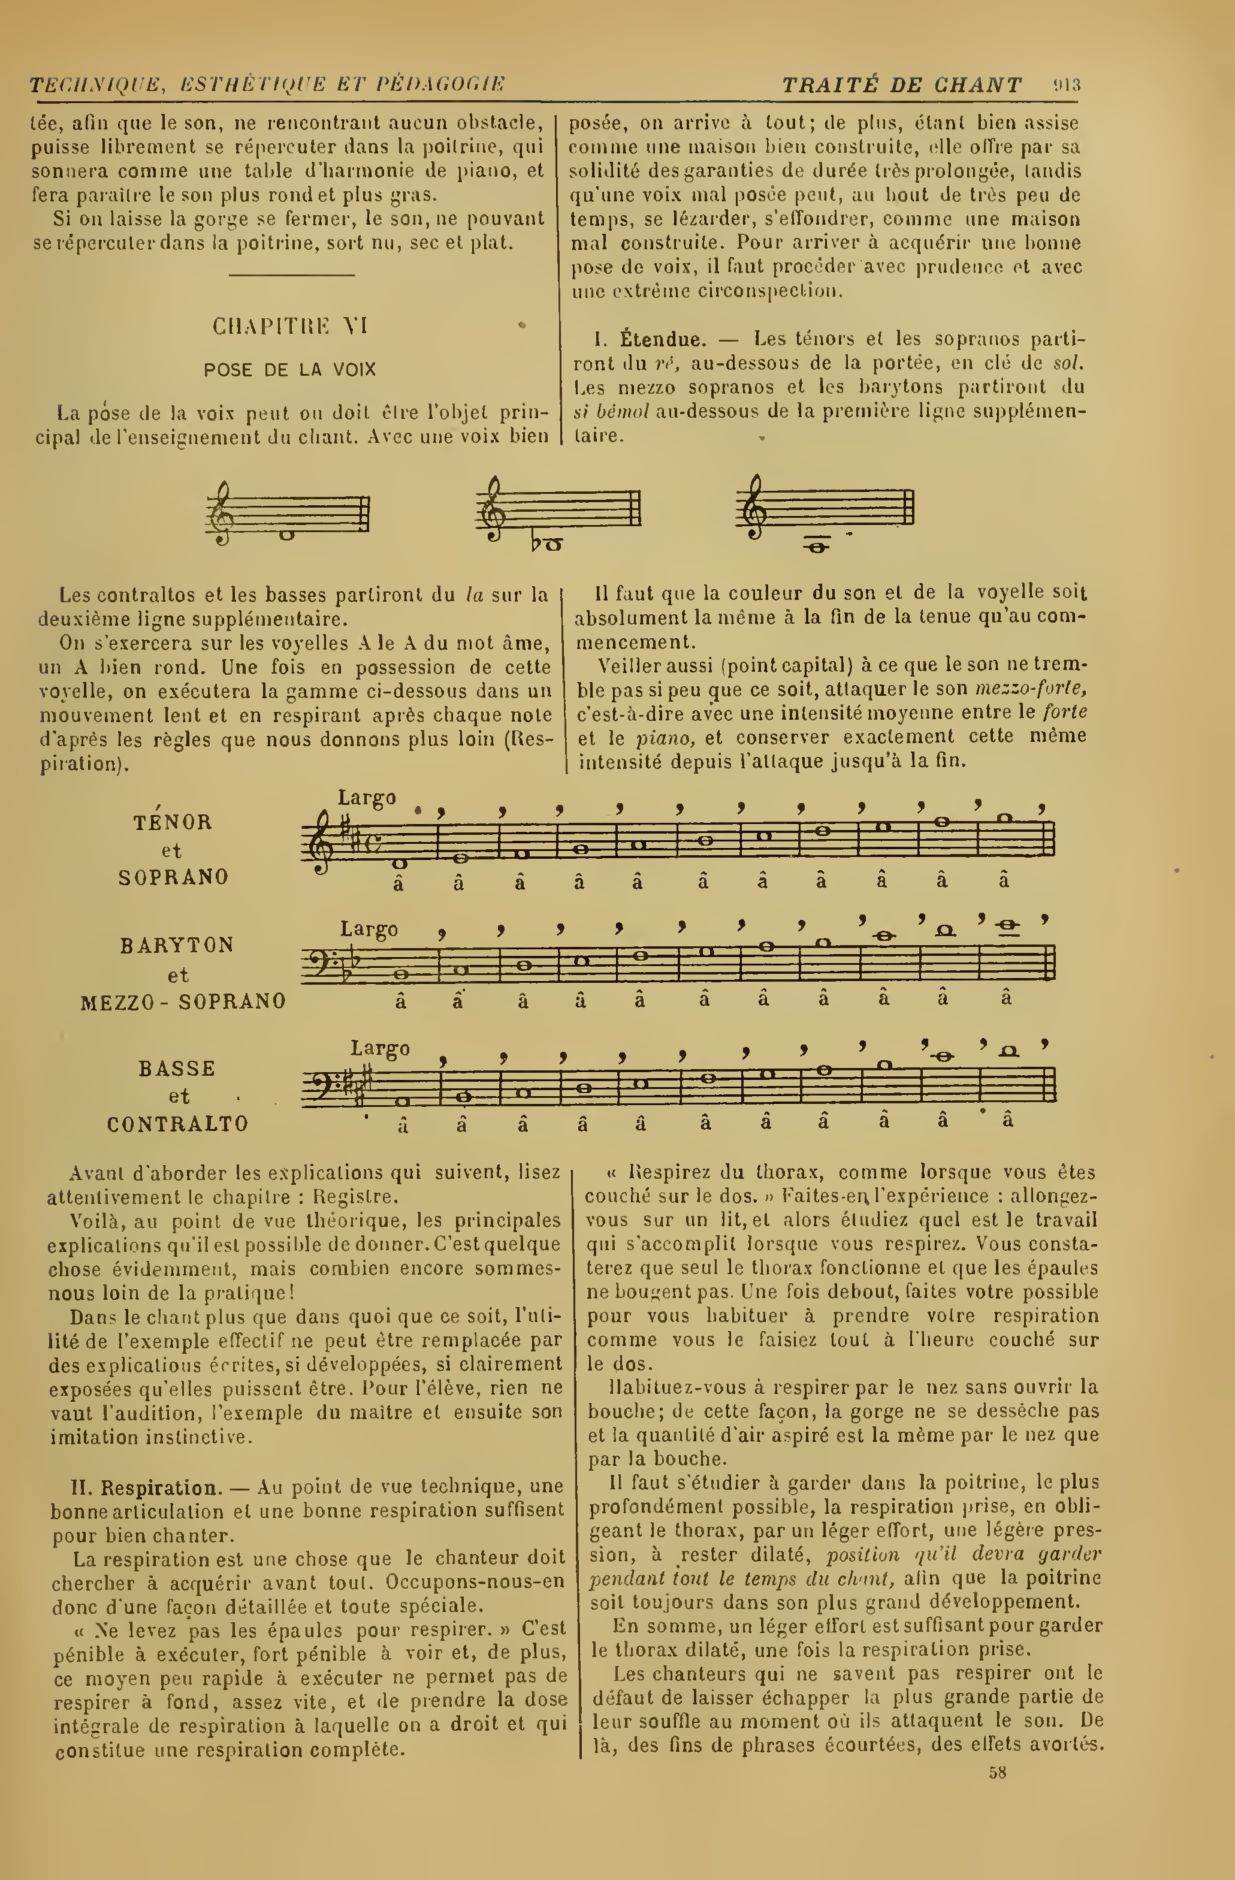 TECHNIQUE, ESTHÉTIQUE ET PÉDAGOGIE
TRAITÉ DE CHANT 913
tée, afin que le son, ne rencontrant aucun obstacle,
puisse librement se répercuter dans la poitrine, qui
sonnera comme une table d'harmonie de piano, et
fera paraître le son plus rond et plus gras.
Si on laisse la gorge se fermer, le son, ne pouvant
se répercuter dans la poitrine, sort nu, sec et plat.
CHAPITRE VI
POSE DE LA VOIX
La pose de la voix peut ou doit être l'objet prin-
cipal de l'enseignement du chant. Avec une voix bien
posée, on arrive à tout; de plus, étant bien assise
comme une maison bien construite, elle offre par sa
solidité des garanties de durée très prolongée, tandis
qu'une voix mal posée peut, au bout de très peu de
temps, se lézarder, s'effondrer, comme une maison
mal construite. Pour arriver à acquérir une bonne
pose de voix, il faut procéder avec prudence et avec
une extrême circonspection.
I. Étendue. — Les ténors et les sopranos parti-
ront du ré, au-dessous de la portée, en clé de sol.
Les mezzo sopranos et les barytons partiront du
si bémol au-dessous de la première ligne supplémen-
taire.
Les contraltos et les basses partiront du la sur la
deuxième ligne supplémentaire.
On s'exercera sur les voyelles A le A du mot âme,
un A bien rond. Une fois en possession de cette
voyelle, on exécutera la gamme ci-dessous dans un
mouvement lent et en respirant après chaque note
d'après les règles que nous donnons plus loin (Res-
piration).
Il faut que la couleur du son et de la voyelle soit
absolument la même à la fin de la tenue qu'au com-
mencement.
Veiller aussi (point capital) à ce que le son ne trem-
ble pas si peu que ce soit, attaquer le son mezzo-forte,
c'est-à-dire avec une intensité moyenne entre le forte
et le piano, et conserver exactement cette même
intensité depuis l'attaque jusqu'à la fin.
Largo
TÉNOR
et
SOPRANO
â â â â â â â â â â â
Largo
BARYTON
et
MEZZO - SOPRANO
â â â â â â â â â â â
Largo
BASSE
et
CONTRALTO
â â â â â â â â â â â
Avant d'aborder les explications qui suivent, lisez
attentivement le chapitre : Registre.
Voilà, au point de vue théorique, les principales
explications qu'il est possible de donner. C'est quelque
chose évidemment, mais combien encore sommes-
nous loin de la pratique!
Dans le chant plus que dans quoi que ce soit, l'uti-
lité de l'exemple effectif ne peut être remplacée par
des explications écrites, si développées, si clairement
exposées qu'elles puissent être. Pour l'élève, rien ne
vaut l'audition, l'exemple du maître et ensuite son
imitation instinctive.
II. Respiration. — Au point de vue technique, une
bonne articulation et une bonne respiration suffisent
pour bien chanter.
La respiration est une chose que le chanteur doit
chercher à acquérir avant tout. Occupons-nous-en
donc d'une façon détaillée et toute spéciale.
« Ne levez pas les épaules pour respirer. » C'est
pénible à exécuter, fort pénible à voir et, de plus,
ce moyen peu rapide à exécuter ne permet pas de
respirer à fond, assez vite, et de prendre la dose
intégrale de respiration à laquelle on a droit et qui
constitue une respiration complète.
« Respirez du thorax, comme lorsque vous êtes
couché sur le dos. » Faites-en l'expérience : allongez-
vous sur un lit, et alors étudiez quel est le travail
qui s'accomplit lorsque vous respirez. Vous consta-
terez que seul le thorax fonctionne et que les épaules
ne bougent pas. Une fois debout, faites votre possible
pour vous habituer à prendre votre respiration
comme vous le faisiez tout à l'heure couché sur
le dos.
Habituez-vous à respirer par le nez sans ouvrir la
bouche; de cette façon, la gorge ne se dessèche pas
et la quantité d'air aspiré est la même par le nez que
par la bouche.
Il faut s'étudier à garder dans la poitrine, le plus
profondément possible, la respiration prise, en obli-
geant le thorax, par un léger effort, une légère pres-
sion, à rester dilaté, position qu'il devra garder
pendant tout le temps du chant, afin que la poitrine
soit toujours dans son plus grand développement.
En somme, un léger effort est suffisant pour garder
le thorax dilaté, une fois la respiration prise.
Les chanteurs qui ne savent pas respirer ont le
défaut de laisser échapper la plus grande partie de
leur souffle au moment où ils attaquent le son. De
là, des fins de phrases écourtées, des effets avortés.
58